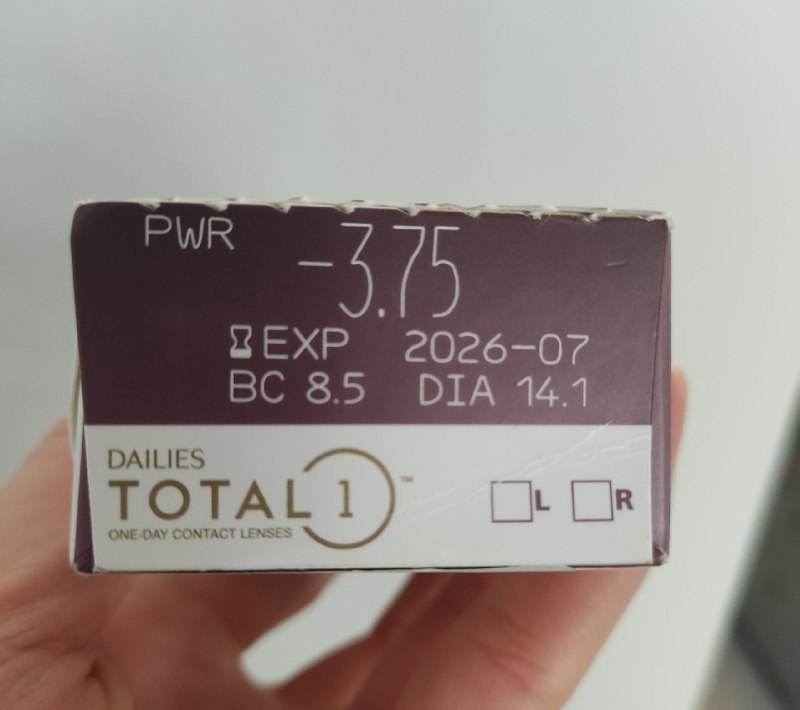 PWR -3.75
EXP 2026-07
BC 8.5 DIA 14.1
DAILIES
TOTAL 1™
ONE-DAY CONTACT LENSES
L R